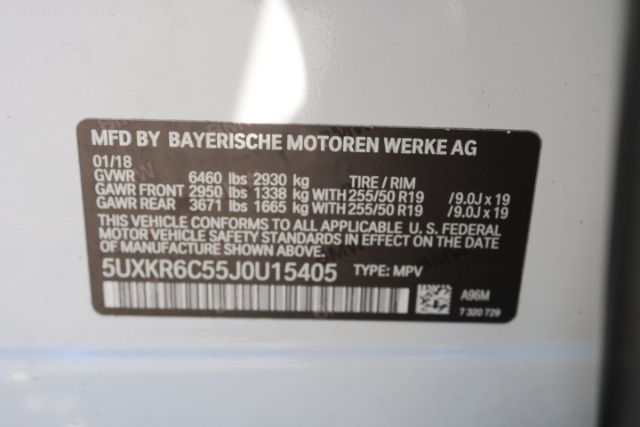 MFD BY BAYERISCHE MOTOREN WERKE AG
01/18
GVWR 6460 lbs 2930 kg TIRE / RIM
GAWR FRONT 2950 lbs 1338 kg WITH 255/50 R19 / 9.0J x 19
GAWR REAR 3671 lbs 1665 kg WITH 255/50 R19 / 9.0J x 19
THIS VEHICLE CONFORMS TO ALL APPLICABLE U. S. FEDERAL
MOTOR VEHICLE SAFETY STANDARDS IN EFFECT ON THE
DATE OF MANUFACTURE SHOWN ABOVE.
5UXKR6C55J0U15405 TYPE: MPV
A96M
7 320 729